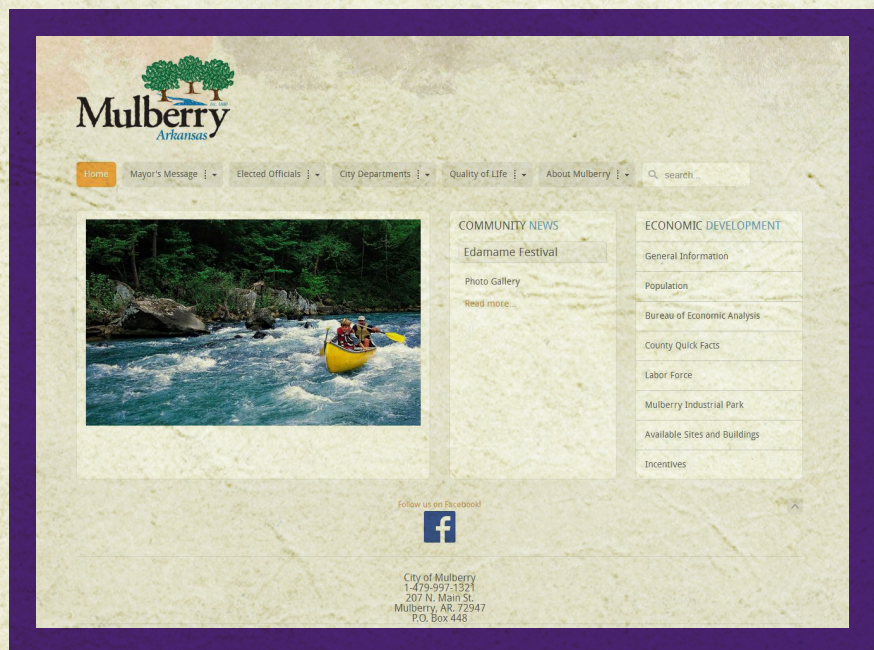 Mulberry
EST. 1880
Arkansas
Home
Mayor's Message
Elected Officials
City Departments
Quality of LIfe
About Mulberry
search...
COMMUNITY NEWS
Edamame Festival
Photo Gallery
Read more...
ECONOMIC DEVELOPMENT
General Information
Population
Bureau of Economic Analysis
County Quick Facts
Labor Force
Mulberry Industrial Park
Available Sites and Buildings
Incentives
Follow us on Facebook!
f
City of Mulberry
1-479-997-1321
207 N. Main St.
Mulberry, AR. 72947
P.O. Box 448